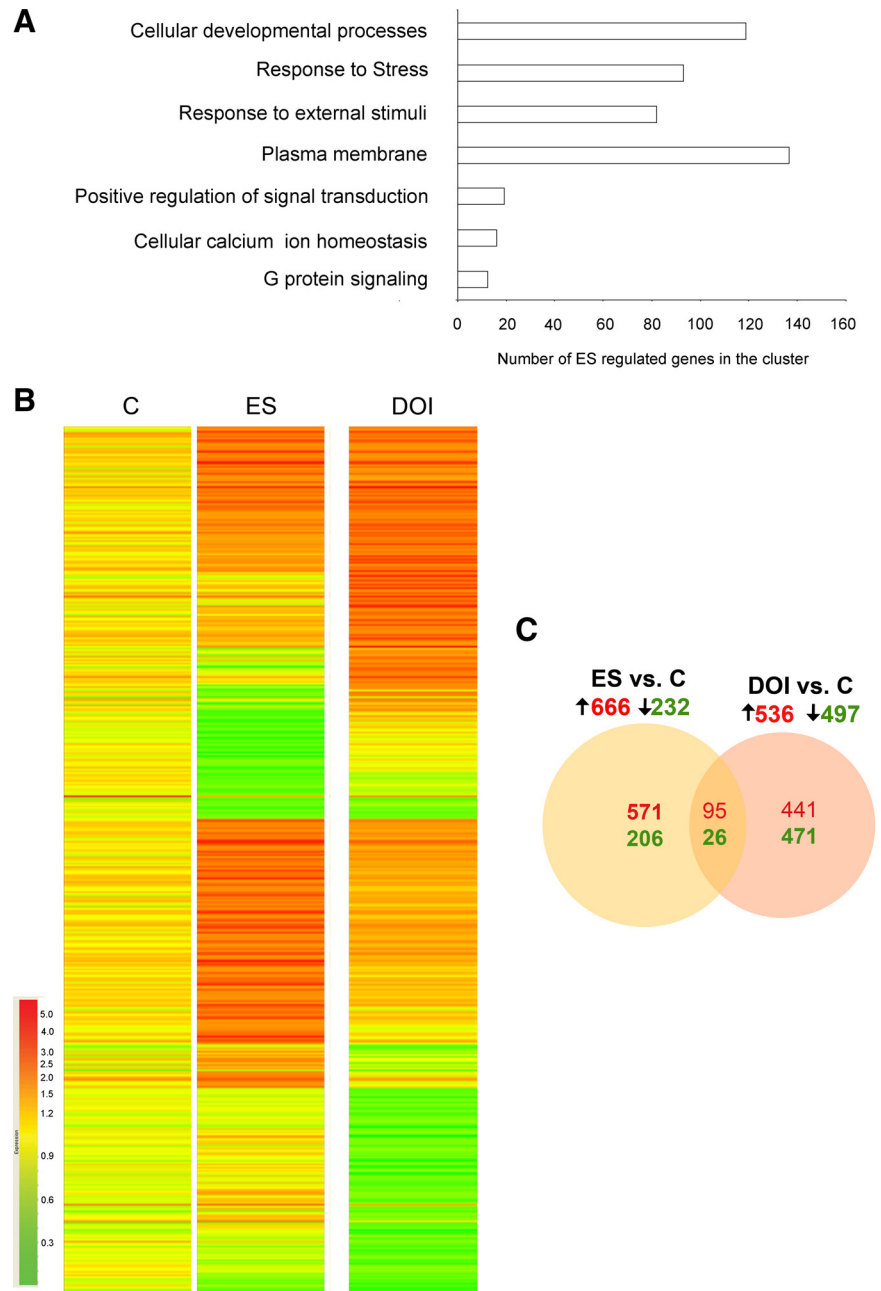 A
Cellular developmental processes
Response to Stress
Response to external stimuli
Plasma membrane
Positive regulation of signal transduction
Cellular calcium ion homeostasis
G protein signaling
0 20 40 60 80 100 120 140 160
Number of ES regulated genes in the cluster
B
C ES DOI
5.0
4.0
3.0
2.5
2.0
1.5
1.2
0.9
0.6
0.3
Expression
C
ES vs. C
↑666 ↓232
DOI vs. C
↑536 ↓497
571 95 441
206 26 471